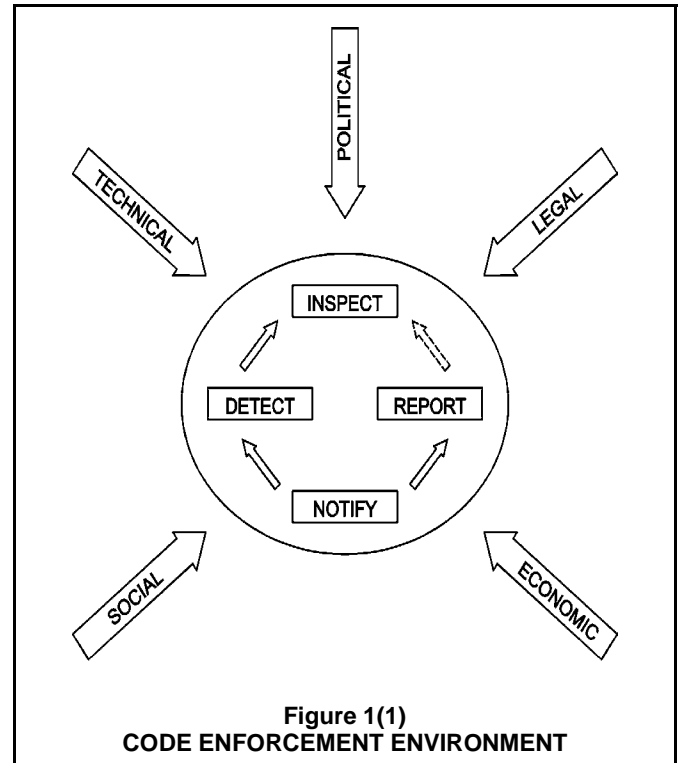 POLITICAL
TECHNICAL
LEGAL
INSPECT
DETECT
REPORT
NOTIFY
SOCIAL
ECONOMIC
Figure 1(1)
CODE ENFORCEMENT ENVIRONMENT